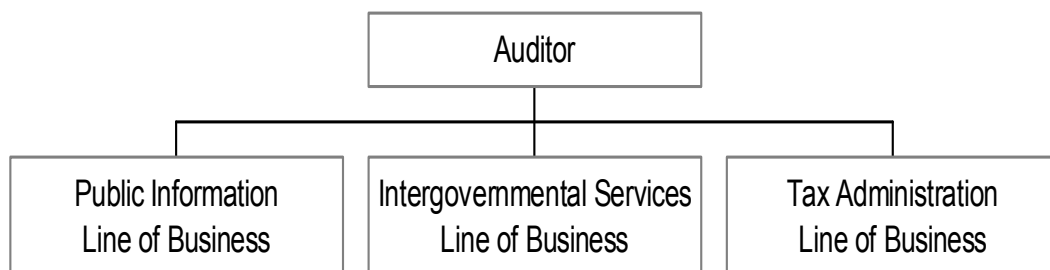 Auditor
Public Information
Line of Business
Intergovernmental Services
Line of Business
Tax Administration
Line of Business